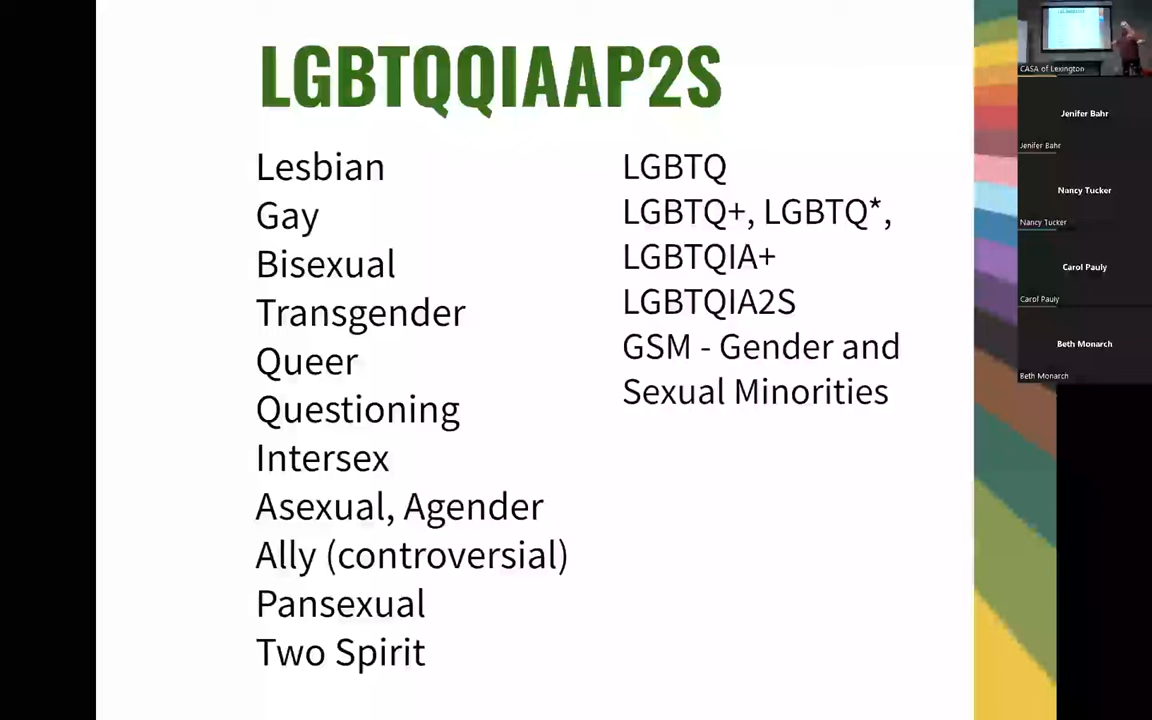 LGBTQQIAAP2S
Lesbian
Gay
Bisexual
Transgender
Queer
Questioning
Intersex
Asexual, Agender
Ally (controversial)
Pansexual
Two Spirit
LGBTQ
LGBTQ+, LGBTQ*,
LGBTQIA+
LGBTQIA2S
GSM - Gender and
Sexual Minorities
CASA of Lexington
Jenifer Bahr
Jenifer Bahr
Nancy Tucker
Nancy Tucker
Carol Pauly
Carol Pauly
Beth Monarch
Beth Monarch